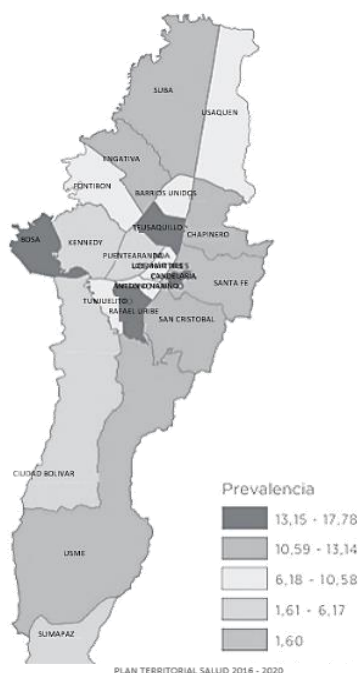 SUBA
USAQUEN
ENGATIVA
FONTIBON
BARRIOS UNIDOS
TEUSAQUILLO
BOSA
KENNEDY
CHAPINERO
PUENTEARANDA
CANDELARIA
SANTA FE
TUNJUELITO
RAFAEL URIBE
SAN CRISTOBAL
CIUDAD BOLIVAR
USME
SUMAPAZ
Prevalencia
13,15 - 17,78
10,59 - 13,14
6,18 - 10,58
1,61 - 6,17
1,60
PLAN TERRITORIAL SALUD 2016 - 2020